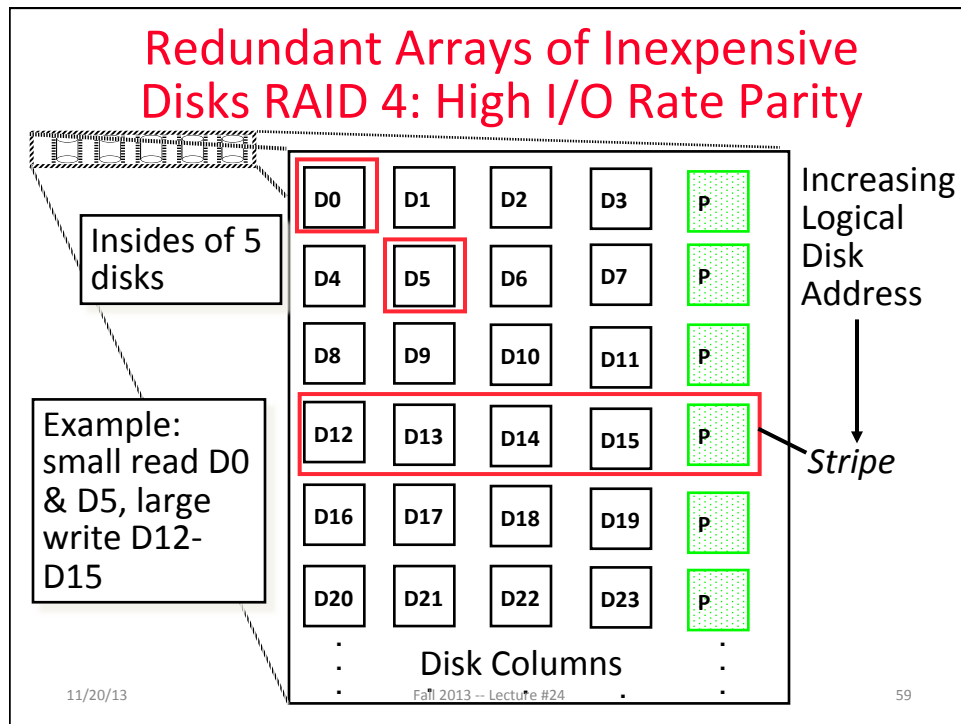 Redundant Arrays of Inexpensive
Disks RAID 4: High I/O Rate Parity
Insides of 5
disks
Example:
small read D0
& D5, large
write D12-
D15
D0 D1 D2 D3 P
D4 D5 D6 D7 P
D8 D9 D10 D11 P
D12 D13 D14 D15 P
D16 D17 D18 D19 P
D20 D21 D22 D23 P
Disk Columns
Increasing
Logical
Disk
Address
Stripe
11/20/13
Fall 2013 -- Lecture #24
59